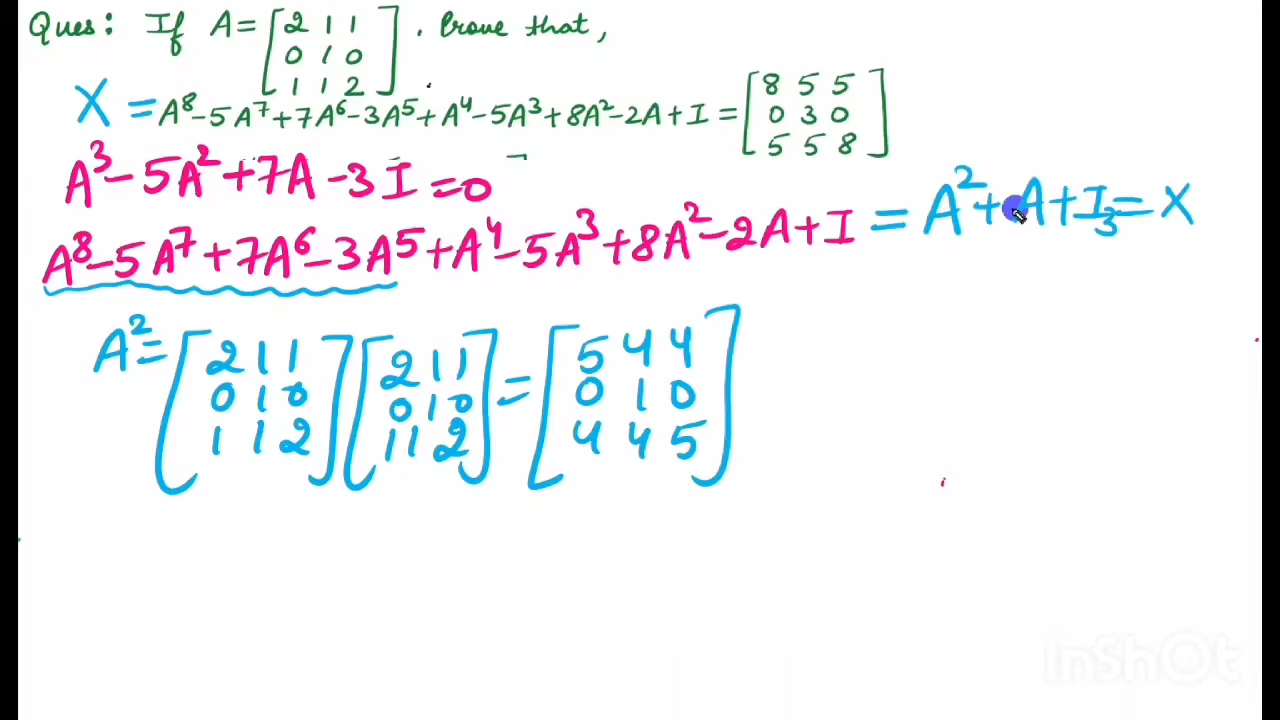 Ques: If A = [2 1 1
0 1 0
1 1 2]. Prove that,
X = A⁸-5A⁷+7A⁶-3A⁵+A⁴-5A³+8A²-2A+I = [8 5 5
0 3 0
5 5 8]
A³-5A²+7A-3I=0
A⁸-5A⁷+7A⁶-3A⁵+A⁴-5A³+8A²-2A+I = A²+A+I₃=X
A²= [2 1 1 [2 1 1 = [5 4 4
0 1 0 0 1 0 0 1 0
1 1 2] 1 1 2] 4 4 5]
InShOt